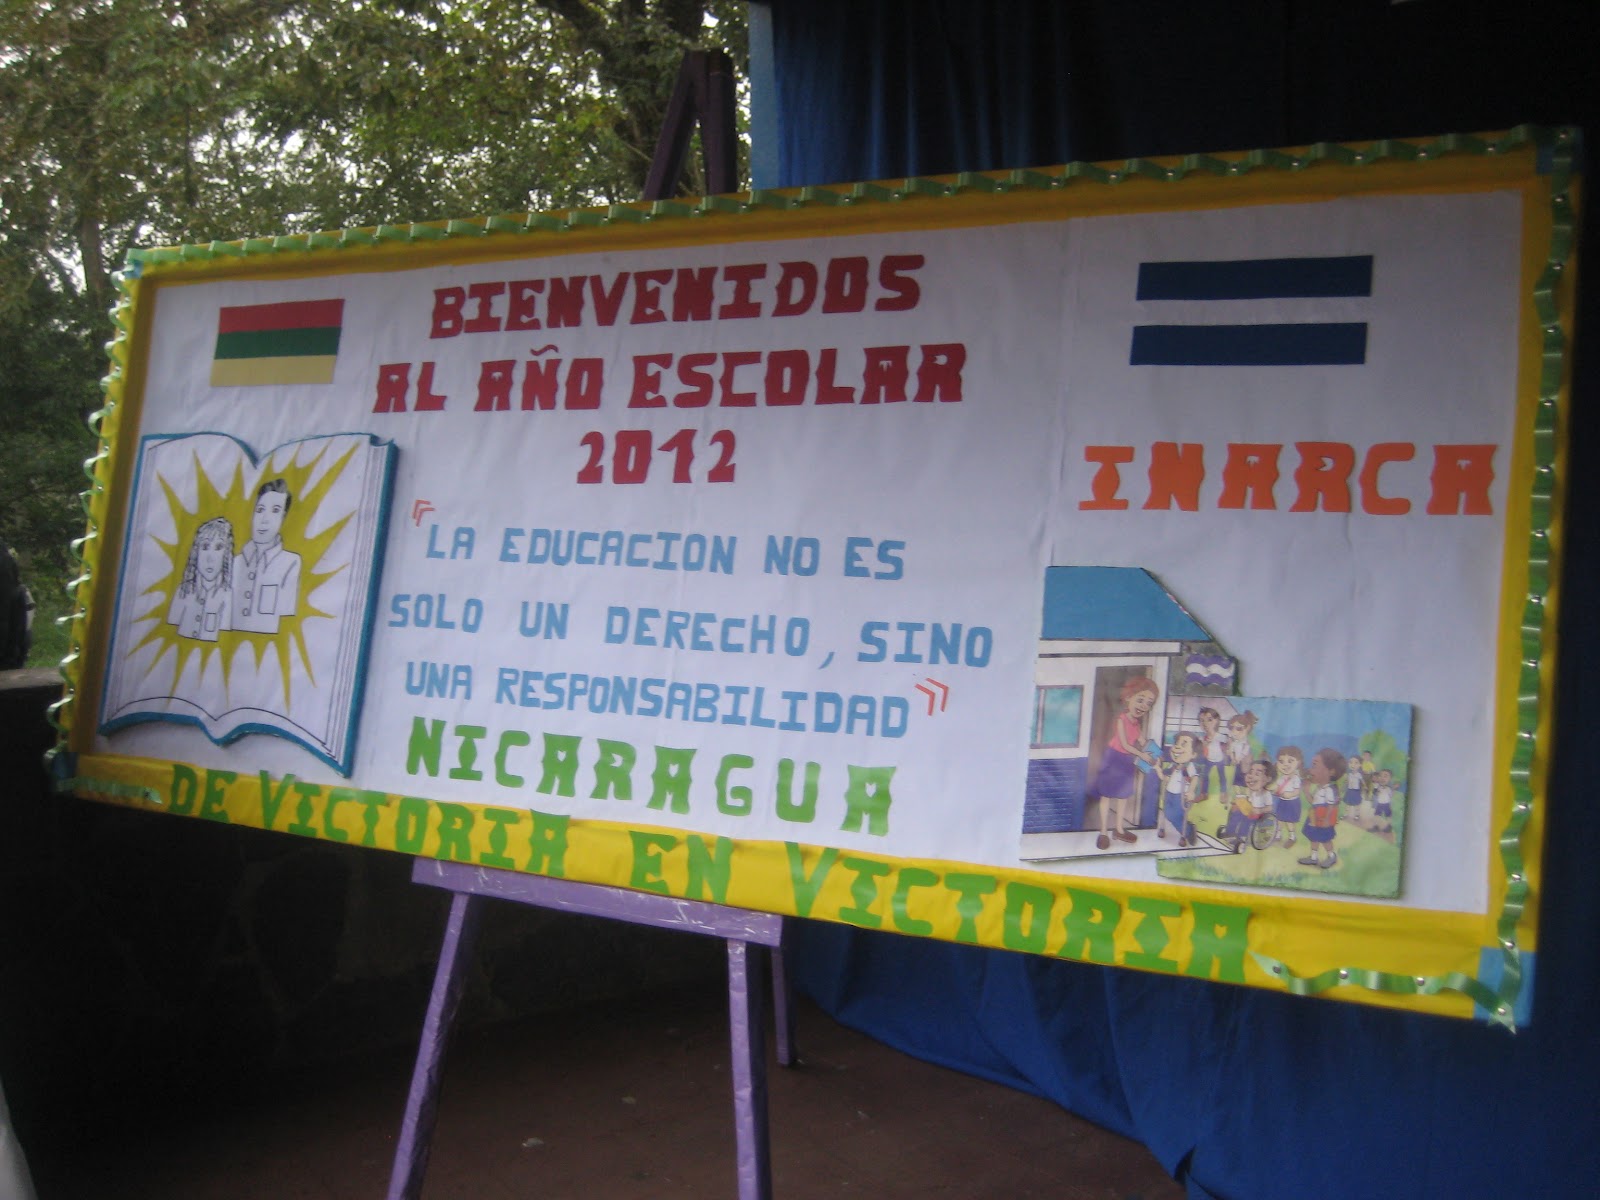 BIENVENIDOS
AL AÑO ESCOLAR
2012
INARCA
"LA EDUCACION NO ES
SOLO UN DERECHO, SINO
UNA RESPONSABILIDAD"
NICARAGUA
DE VICTORIA EN VICTORIA